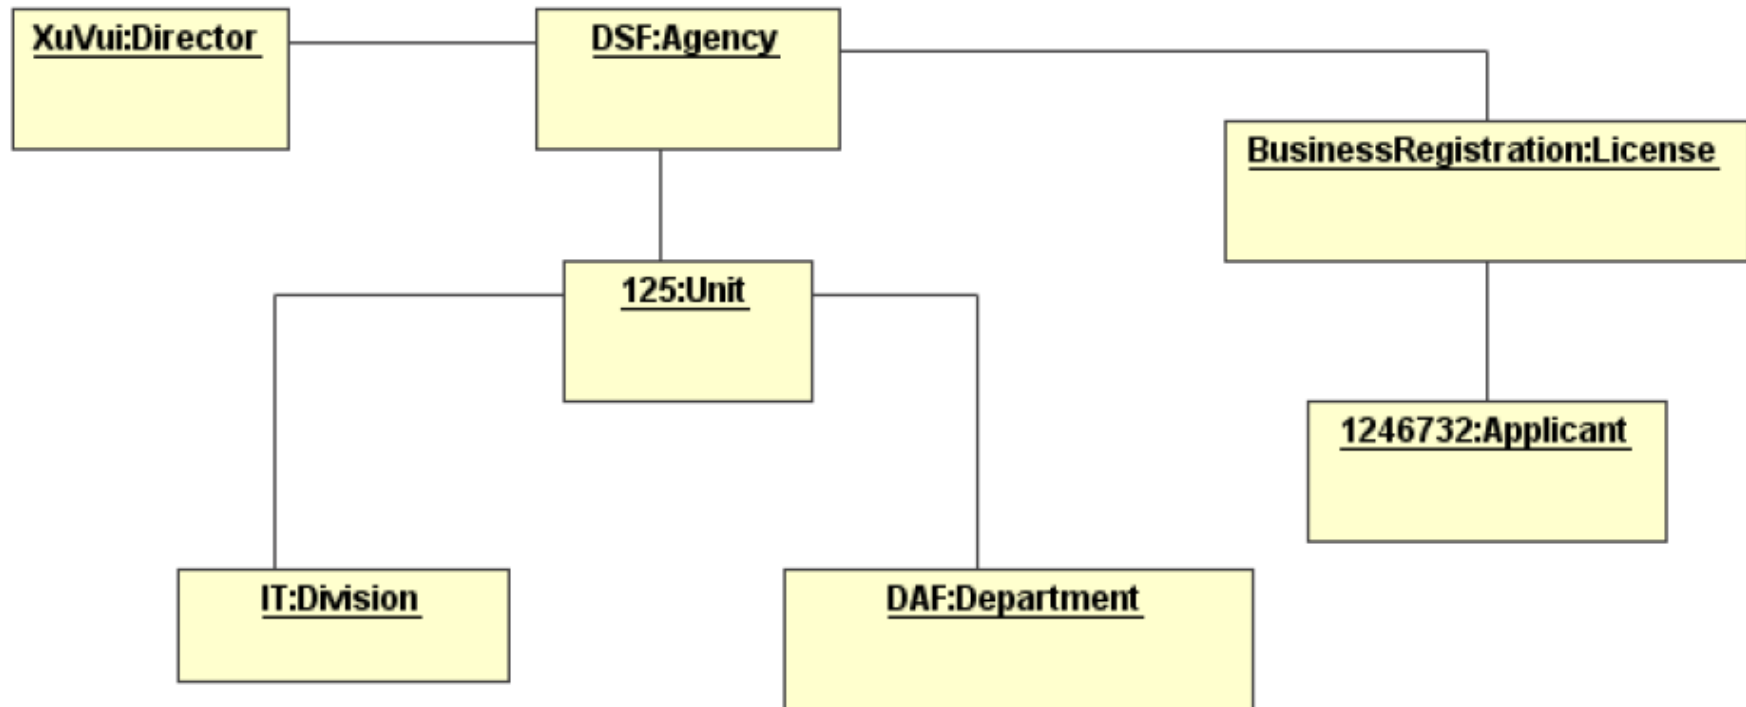 XuVui:Director
DSF:Agency
BusinessRegistration:License
125:Unit
1246732:Applicant
IT:Division
DAF:Department